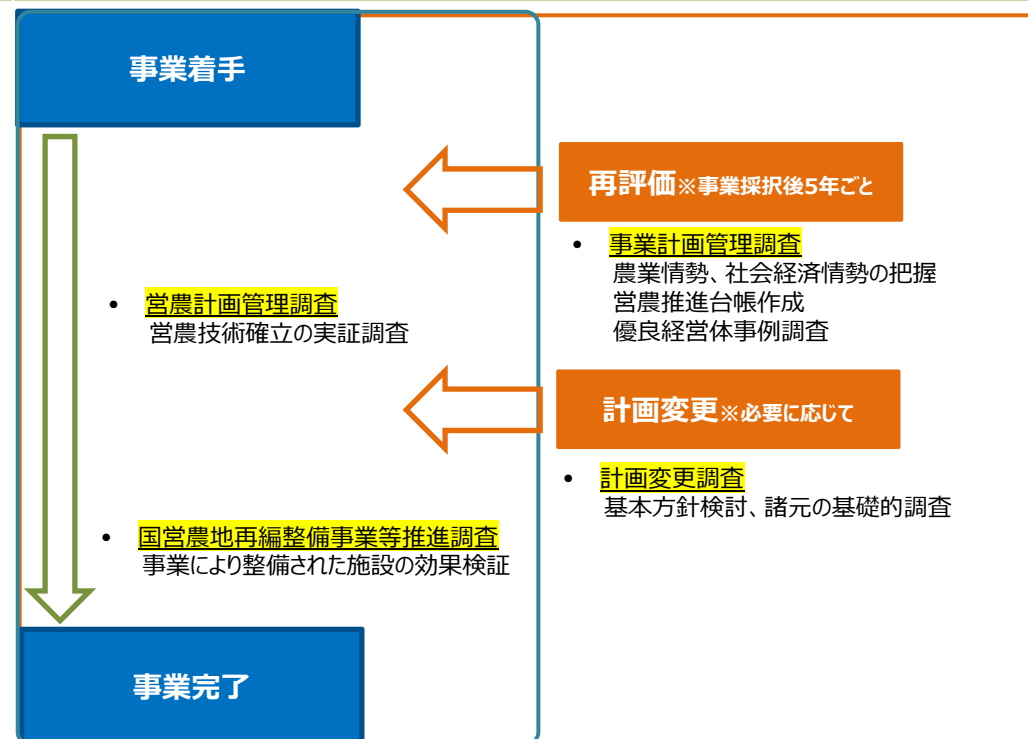 事業着手
再評価※事業採択後5年ごと
• 事業計画管理調査
農業情勢、社会経済情勢の把握
営農推進台帳作成
優良経営体事例調査
• 営農計画管理調査
営農技術確立の実証調査
計画変更※必要に応じて
• 計画変更調査
基本方針検討、諸元の基礎的調査
• 国営農地再編整備事業等推進調査
事業により整備された施設の効果検証
事業完了